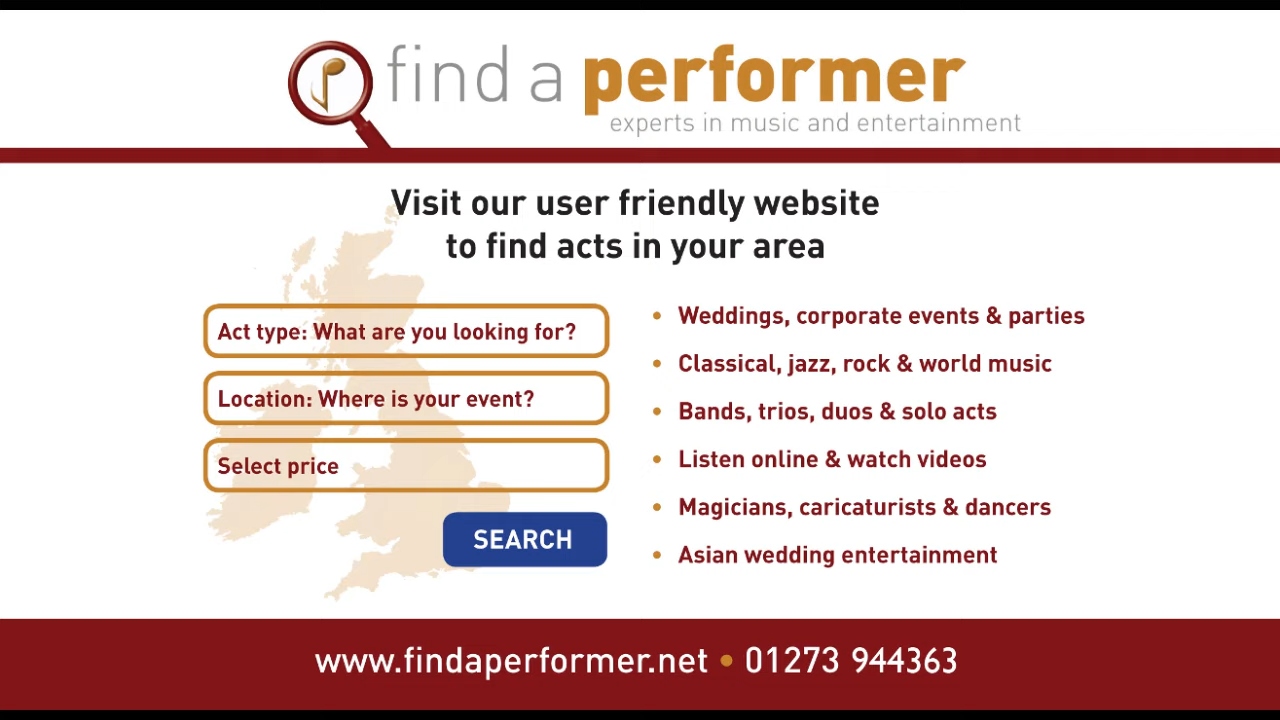 find a performer
experts in music and entertainment
Visit our user friendly website
to find acts in your area
Act type: What are you looking for?
Location: Where is your event?
Select price
SEARCH
• Weddings, corporate events & parties
• Classical, jazz, rock & world music
• Bands, trios, duos & solo acts
• Listen online & watch videos
• Magicians, caricaturists & dancers
• Asian wedding entertainment
www.findaperformer.net • 01273 944363